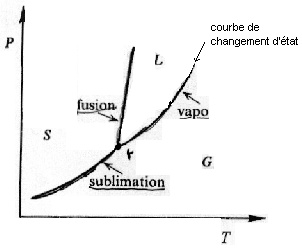 courbe de
changement d'état
P
L
fusion
vapo
S
t
G
sublimation
T